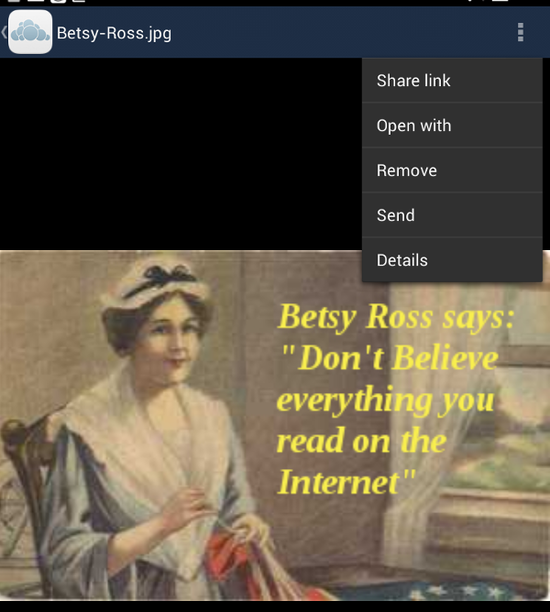 Betsy-Ross.jpg
Share link
Open with
Remove
Send
Details
Betsy Ross says:
"Don't Believe
everything you
read on the
Internet"